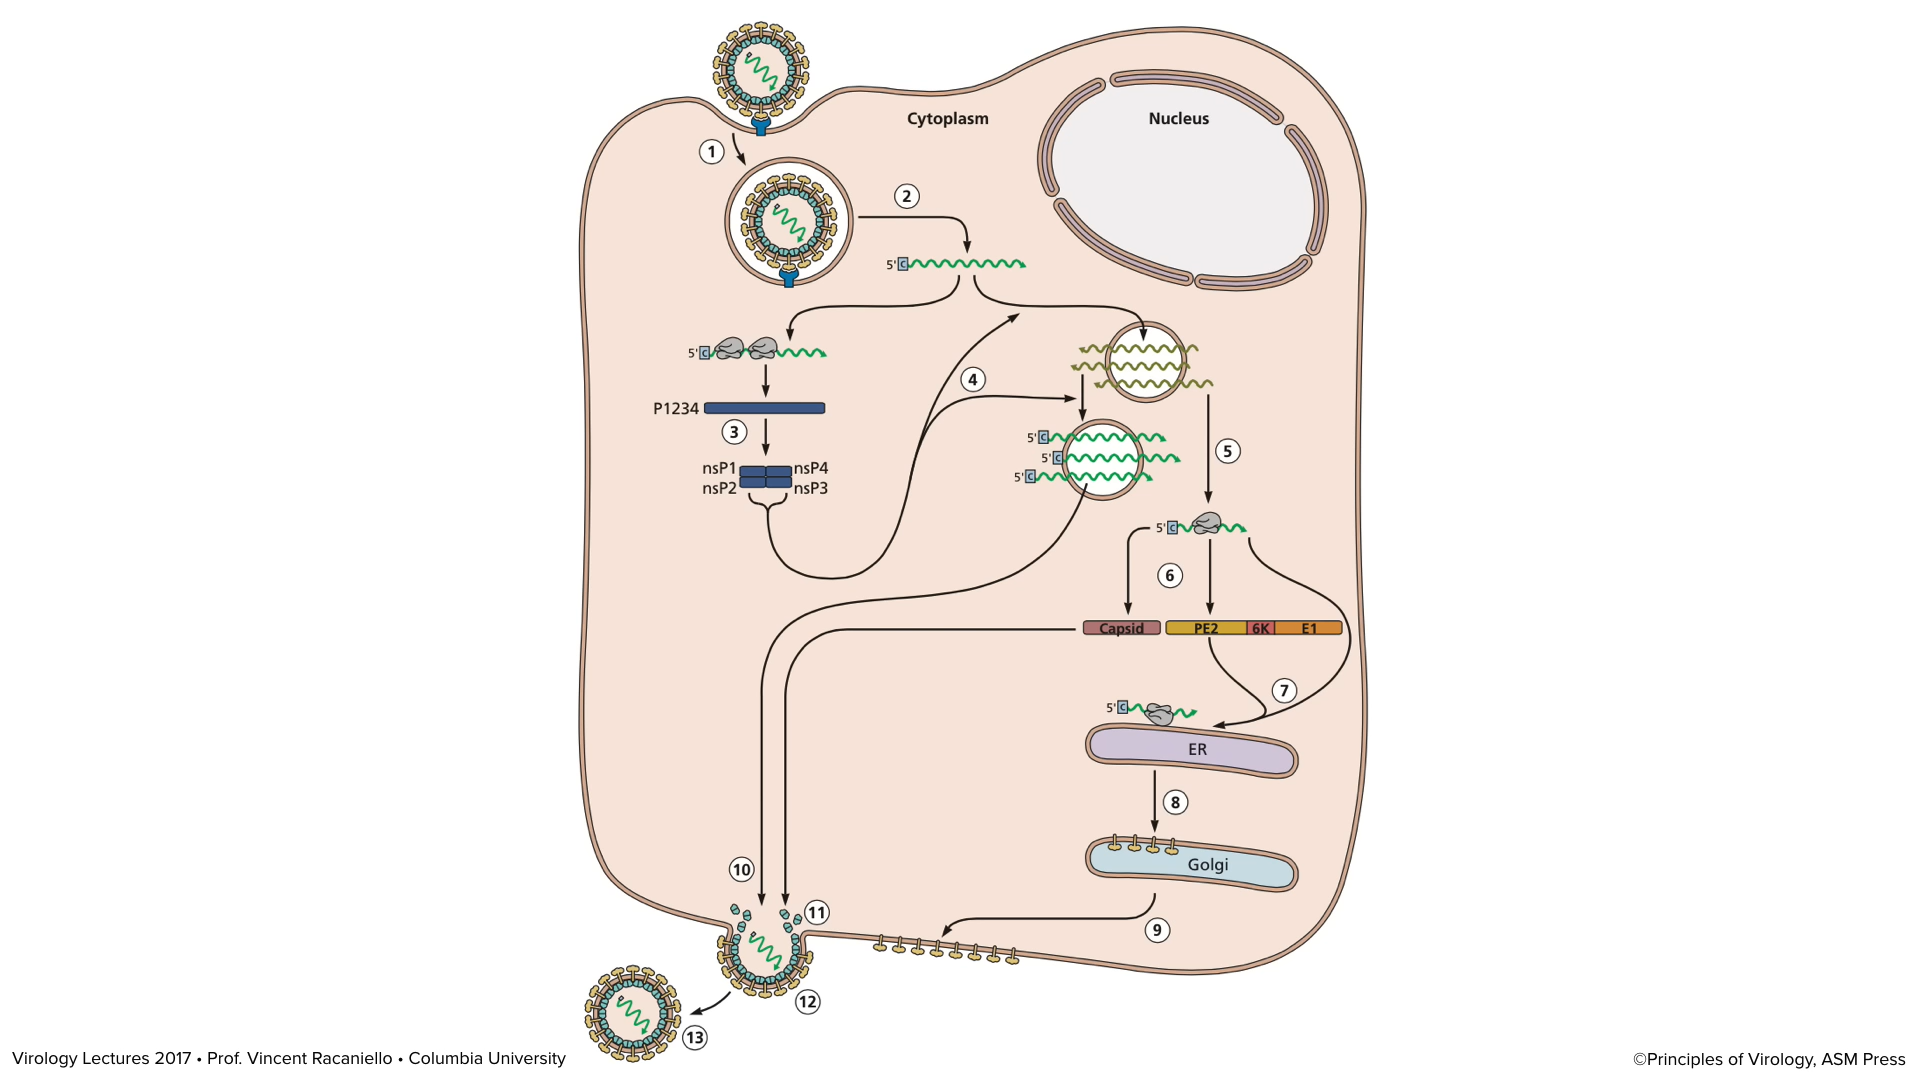 Cytoplasm
Nucleus
1
2
5' C
5' C
4
P1234
3
nsP1
nsP4
nsP2
nsP3
5' C
5' C
5' C
5
5' C
6
Capsid
PE2
6K
E1
7
5' C
ER
8
Golgi
10
11
9
12
13
Virology Lectures 2017 • Prof. Vincent Racaniello • Columbia University
©Principles of Virology, ASM Press